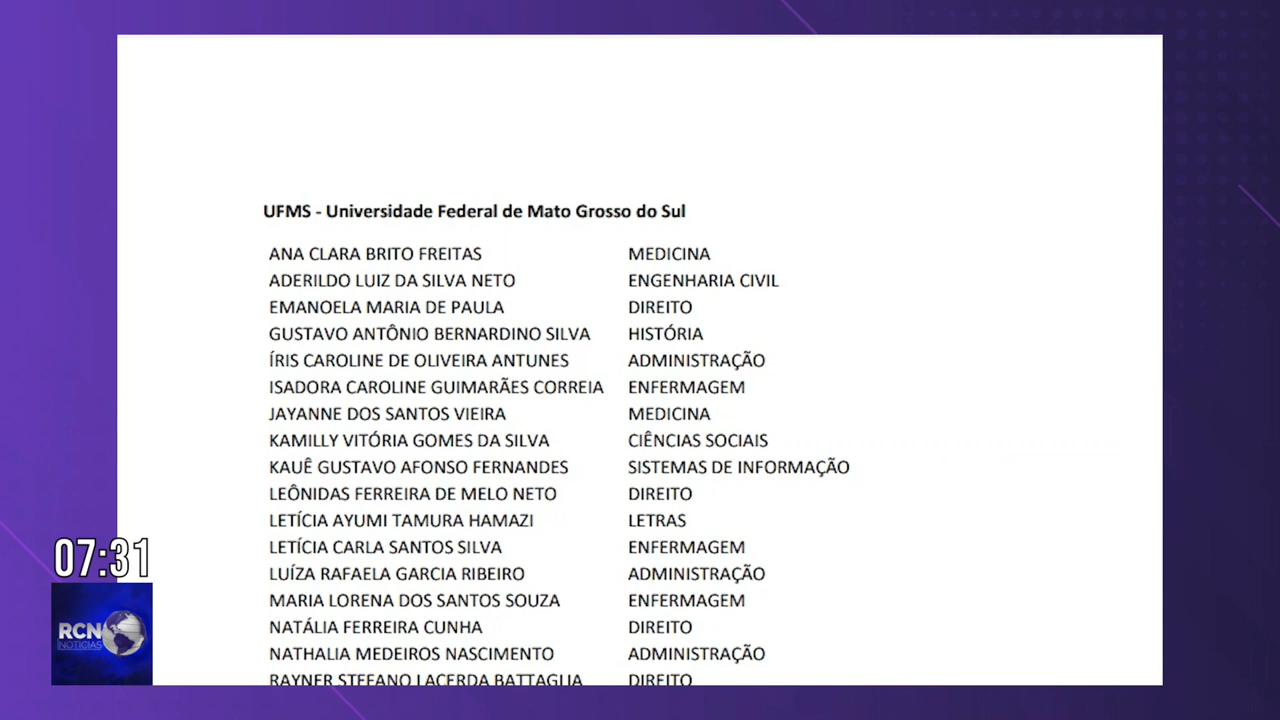 UFMS - Universidade Federal de Mato Grosso do Sul
ANA CLARA BRITO FREITAS MEDICINA
ADERILDO LUIZ DA SILVA NETO ENGENHARIA CIVIL
EMANOELA MARIA DE PAULA DIREITO
GUSTAVO ANTÔNIO BERNARDINO SILVA HISTÓRIA
ÍRIS CAROLINE DE OLIVEIRA ANTUNES ADMINISTRAÇÃO
ISADORA CAROLINE GUIMARÃES CORREIA ENFERMAGEM
JAYANNE DOS SANTOS VIEIRA MEDICINA
KAMILLY VITÓRIA GOMES DA SILVA CIÊNCIAS SOCIAIS
KAUÊ GUSTAVO AFONSO FERNANDES SISTEMAS DE INFORMAÇÃO
LEÔNIDAS FERREIRA DE MELO NETO DIREITO
LETÍCIA AYUMI TAMURA HAMAZI LETRAS
LETÍCIA CARLA SANTOS SILVA ENFERMAGEM
LUÍZA RAFAELA GARCIA RIBEIRO ADMINISTRAÇÃO
MARIA LORENA DOS SANTOS SOUZA ENFERMAGEM
NATÁLIA FERREIRA CUNHA DIREITO
NATHALIA MEDEIROS NASCIMENTO ADMINISTRAÇÃO
RAYNER STEFANO LACERDA BATTAGLIA DIREITO
07:31
RCN
NOTÍCIAS